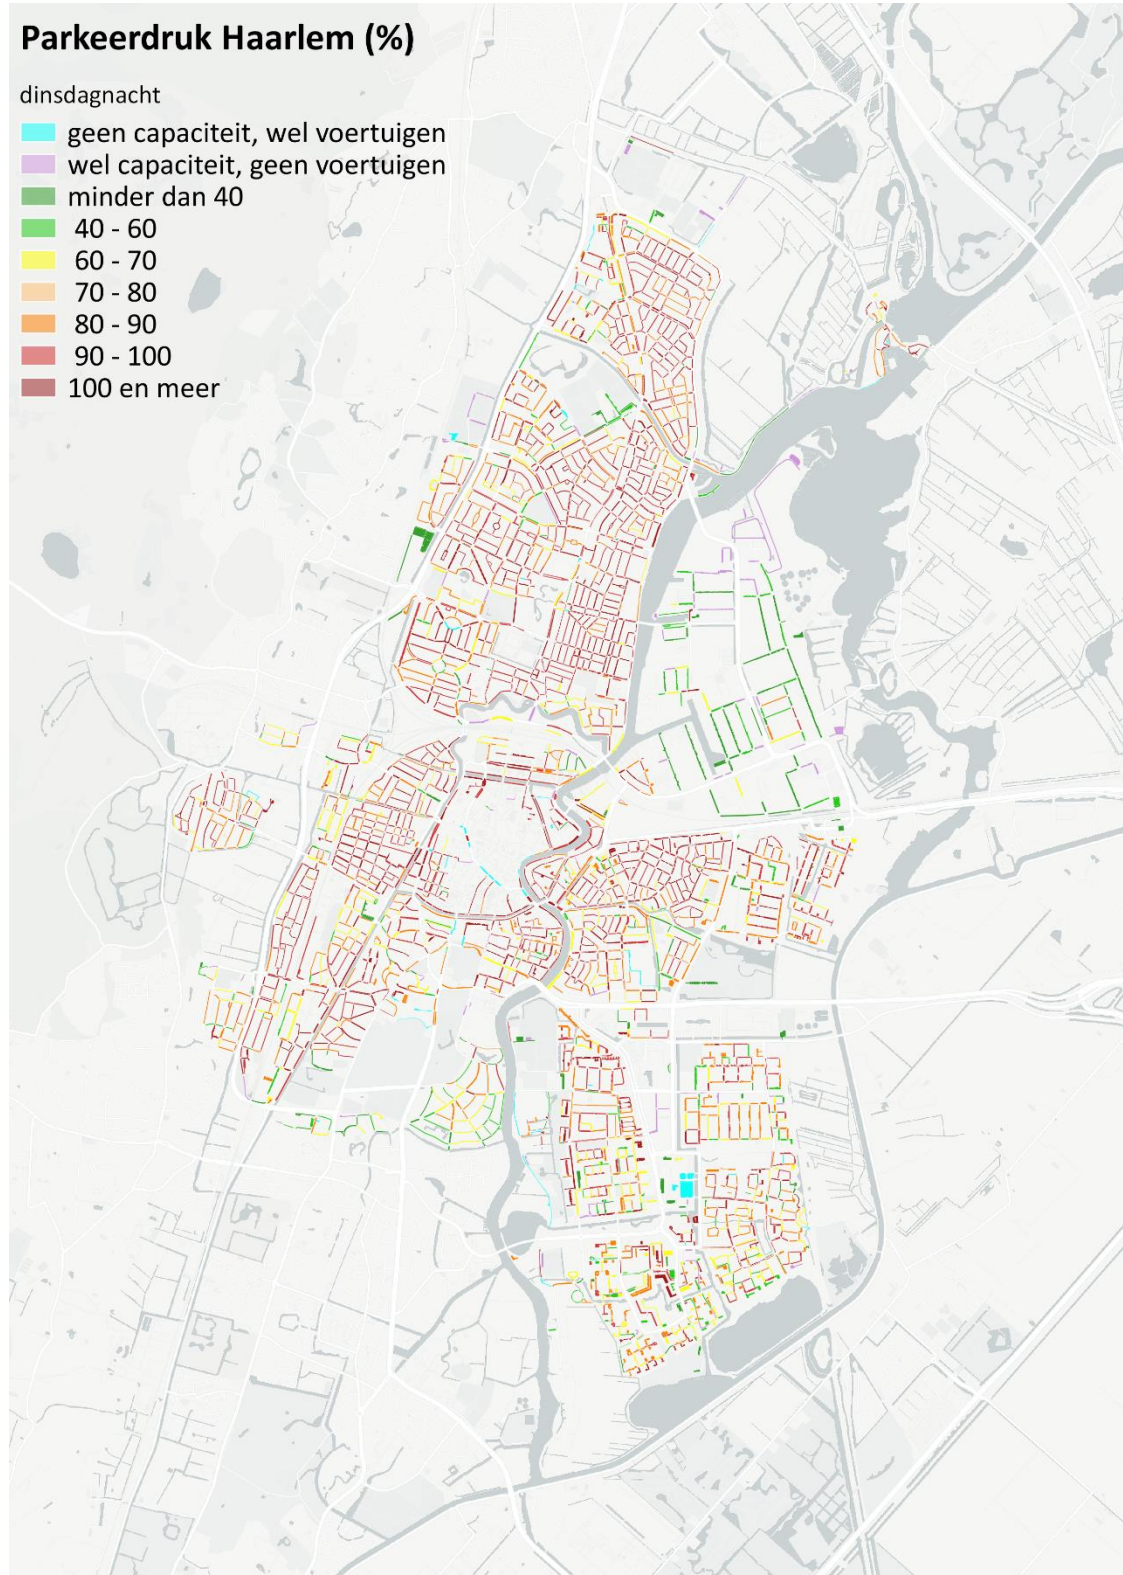 Parkeerdruk Haarlem (%)
dinsdagnacht
geen capaciteit, wel voertuigen
wel capaciteit, geen voertuigen
minder dan 40
40 - 60
60 - 70
70 - 80
80 - 90
90 - 100
100 en meer